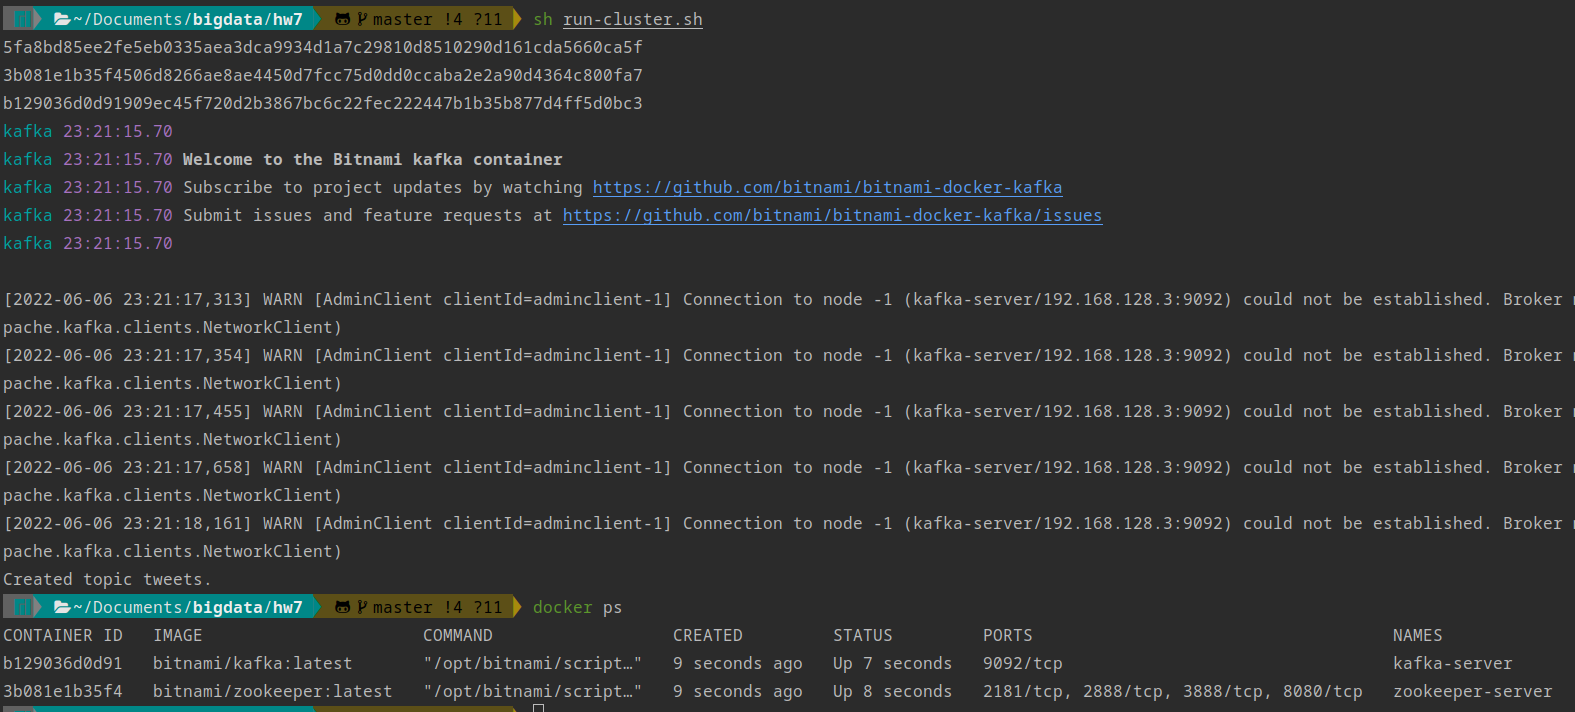 ~/Documents/bigdata/hw7 master !4 ?11 sh run-cluster.sh
5fa8bd85ee2fe5eb0335aea3dca9934d1a7c29810d8510290d161cda5660ca5f
3b081e1b35f4506d8266ae8ae4450d7fcc75d0dd0ccaba2e2a90d4364c800fa7
b129036d0d91909ec45f720d2b3867bc6c22fec222447b1b35b877d4ff5d0bc3
kafka 23:21:15.70
kafka 23:21:15.70 Welcome to the Bitnami kafka container
kafka 23:21:15.70 Subscribe to project updates by watching https://github.com/bitnami/bitnami-docker-kafka
kafka 23:21:15.70 Submit issues and feature requests at https://github.com/bitnami/bitnami-docker-kafka/issues
kafka 23:21:15.70
[2022-06-06 23:21:17,313] WARN [AdminClient clientId=adminclient-1] Connection to node -1 (kafka-server/192.168.128.3:9092) could not be established. Broker
pache.kafka.clients.NetworkClient)
[2022-06-06 23:21:17,354] WARN [AdminClient clientId=adminclient-1] Connection to node -1 (kafka-server/192.168.128.3:9092) could not be established. Broker
pache.kafka.clients.NetworkClient)
[2022-06-06 23:21:17,455] WARN [AdminClient clientId=adminclient-1] Connection to node -1 (kafka-server/192.168.128.3:9092) could not be established. Broker
pache.kafka.clients.NetworkClient)
[2022-06-06 23:21:17,658] WARN [AdminClient clientId=adminclient-1] Connection to node -1 (kafka-server/192.168.128.3:9092) could not be established. Broker
pache.kafka.clients.NetworkClient)
[2022-06-06 23:21:18,161] WARN [AdminClient clientId=adminclient-1] Connection to node -1 (kafka-server/192.168.128.3:9092) could not be established. Broker
pache.kafka.clients.NetworkClient)
Created topic tweets.
~/Documents/bigdata/hw7 master !4 ?11 docker ps
CONTAINER ID IMAGE COMMAND CREATED STATUS PORTS NAMES
b129036d0d91 bitnami/kafka:latest "/opt/bitnami/script…" 9 seconds ago Up 7 seconds 9092/tcp kafka-server
3b081e1b35f4 bitnami/zookeeper:latest "/opt/bitnami/script…" 9 seconds ago Up 8 seconds 2181/tcp, 2888/tcp, 3888/tcp, 8080/tcp zookeeper-server